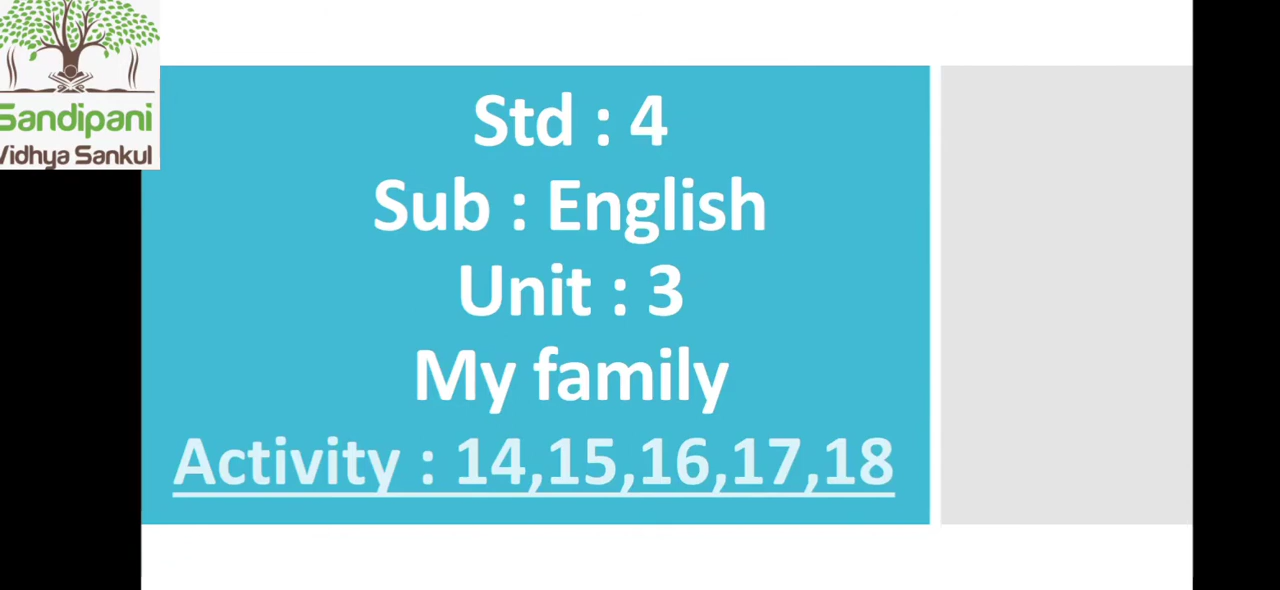 Sandipani
Vidhya Sankul
Std : 4
Sub : English
Unit : 3
My family
Activity : 14,15,16,17,18